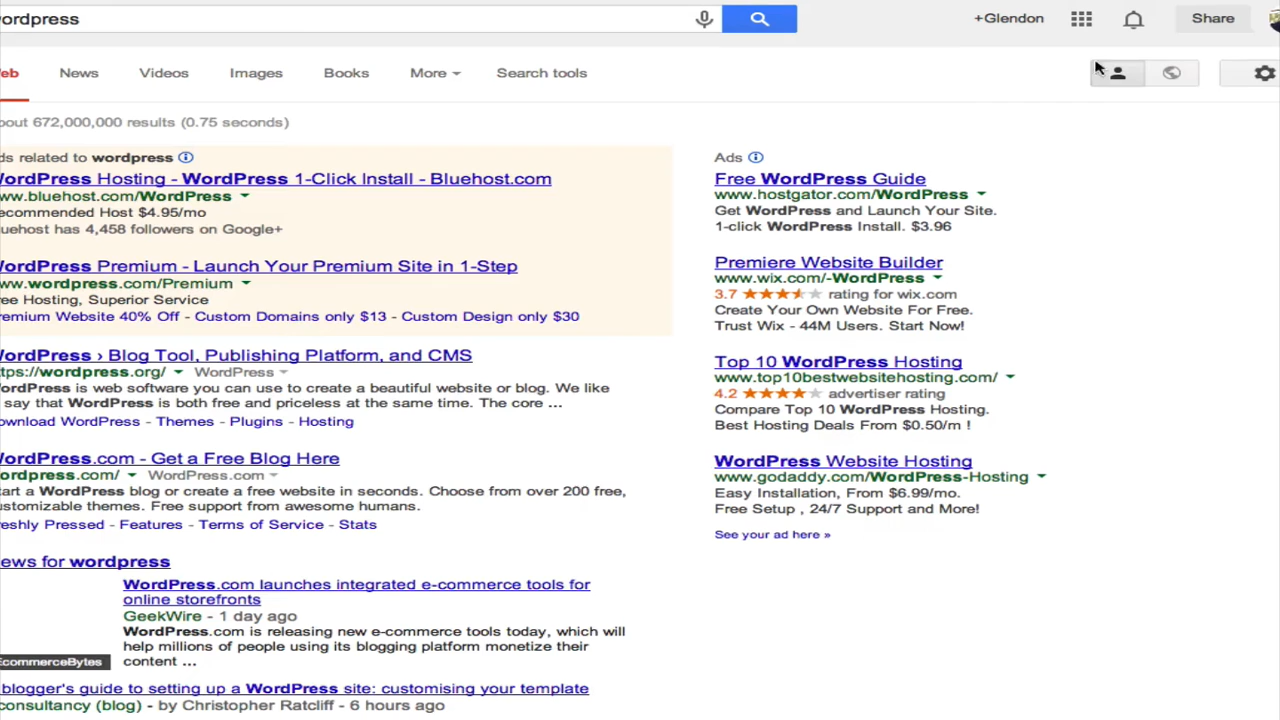 ordpress
+Glendon
Share
eb
News
Videos
Images
Books
More
Search tools
bout 672,000,000 results (0.75 seconds)
ds related to wordpress
WordPress Hosting - WordPress 1-Click Install - Bluehost.com
ww.bluehost.com/WordPress
ecommended Host $4.95/mo
luehost has 4,458 followers on Google+
WordPress Premium - Launch Your Premium Site in 1-Step
ww.wordpress.com/Premium
ree Hosting, Superior Service
remium Website 40% Off - Custom Domains only $13 - Custom Design only $30
WordPress › Blog Tool, Publishing Platform, and CMS
tps://wordpress.org/ WordPress
WordPress is web software you can use to create a beautiful website or blog. We like
say that WordPress is both free and priceless at the same time. The core ...
ownload WordPress - Themes - Plugins - Hosting
WordPress.com - Get a Free Blog Here
ordpress.com/ WordPress.com
tart a WordPress blog or create a free website in seconds. Choose from over 200 free,
ustomizable themes. Free support from awesome humans.
reshly Pressed - Features - Terms of Service - Stats
ews for wordpress
WordPress.com launches integrated e-commerce tools for
online storefronts
GeekWire - 1 day ago
WordPress.com is releasing new e-commerce tools today, which will
help millions of people using its blogging platform monetize their
content ...
EcommerceBytes
blogger's guide to setting up a WordPress site: customising your template
consultancy (blog) - by Christopher Ratcliff - 6 hours ago
Ads
Free WordPress Guide
www.hostgator.com/WordPress
Get WordPress and Launch Your Site.
1-click WordPress Install. $3.96
Premiere Website Builder
www.wix.com/-WordPress
3.7 rating for wix.com
Create Your Own Website For Free.
Trust Wix - 44M Users. Start Now!
Top 10 WordPress Hosting
www.top10bestwebsitehosting.com/
4.2 advertiser rating
Compare Top 10 WordPress Hosting.
Best Hosting Deals From $0.50/m !
WordPress Website Hosting
www.godaddy.com/WordPress-Hosting
Easy Installation, From $6.99/mo.
Free Setup , 24/7 Support and More!
See your ad here »